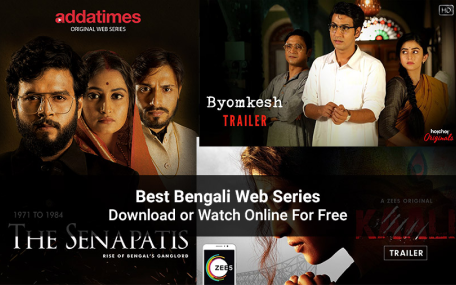 addatimes
ORIGINAL WEB SERIES
HD
Byomkesh
TRAILER
hoichoi
Originals
Best Bengali Web Series
Download or Watch Online For Free
1971 TO 1984
THE SENAPATIS
RISE OF BENGAL'S GANGLORD
A ZEE5 ORIGINAL
TRAILER
ZEE5